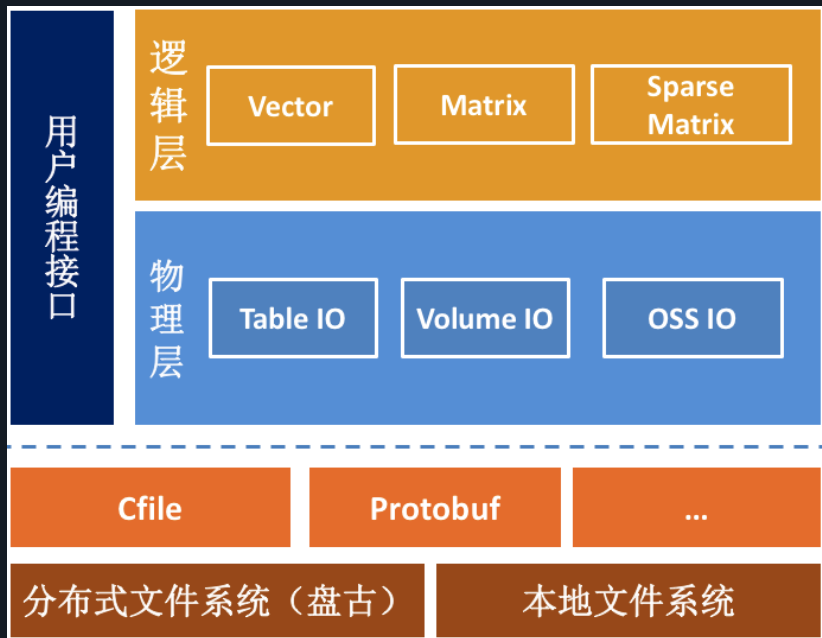 用户编程接口
逻辑层
Vector
Matrix
Sparse
Matrix
物理层
Table IO
Volume IO
OSS IO
Cfile
Protobuf
...
分布式文件系统（盘古）
本地文件系统